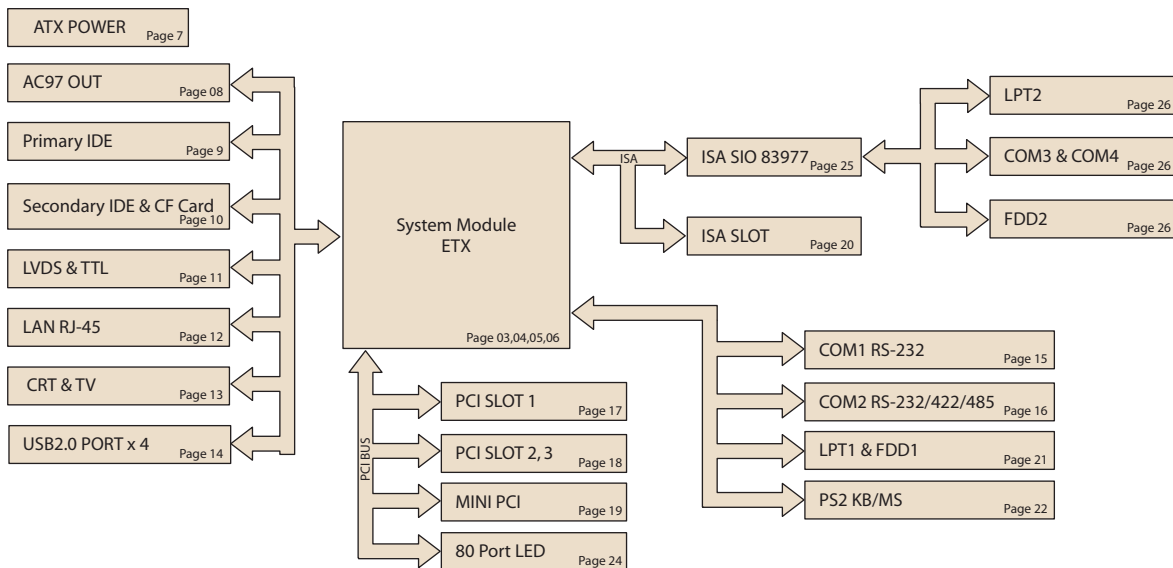 ATX POWER
Page 7
AC97 OUT
Page 08
Primary IDE
Page 9
Secondary IDE & CF Card
Page 10
LVDS & TTL
Page 11
LAN RJ-45
Page 12
CRT & TV
Page 13
USB2.0 PORT x 4
Page 14
System Module
ETX
Page 03,04,05,06
PCI BUS
PCI SLOT 1
Page 17
PCI SLOT 2, 3
Page 18
MINI PCI
Page 19
80 Port LED
Page 24
ISA
ISA SIO 83977
Page 25
ISA SLOT
Page 20
LPT2
Page 26
COM3 & COM4
Page 26
FDD2
Page 26
COM1 RS-232
Page 15
COM2 RS-232/422/485
Page 16
LPT1 & FDD1
Page 21
PS2 KB/MS
Page 22